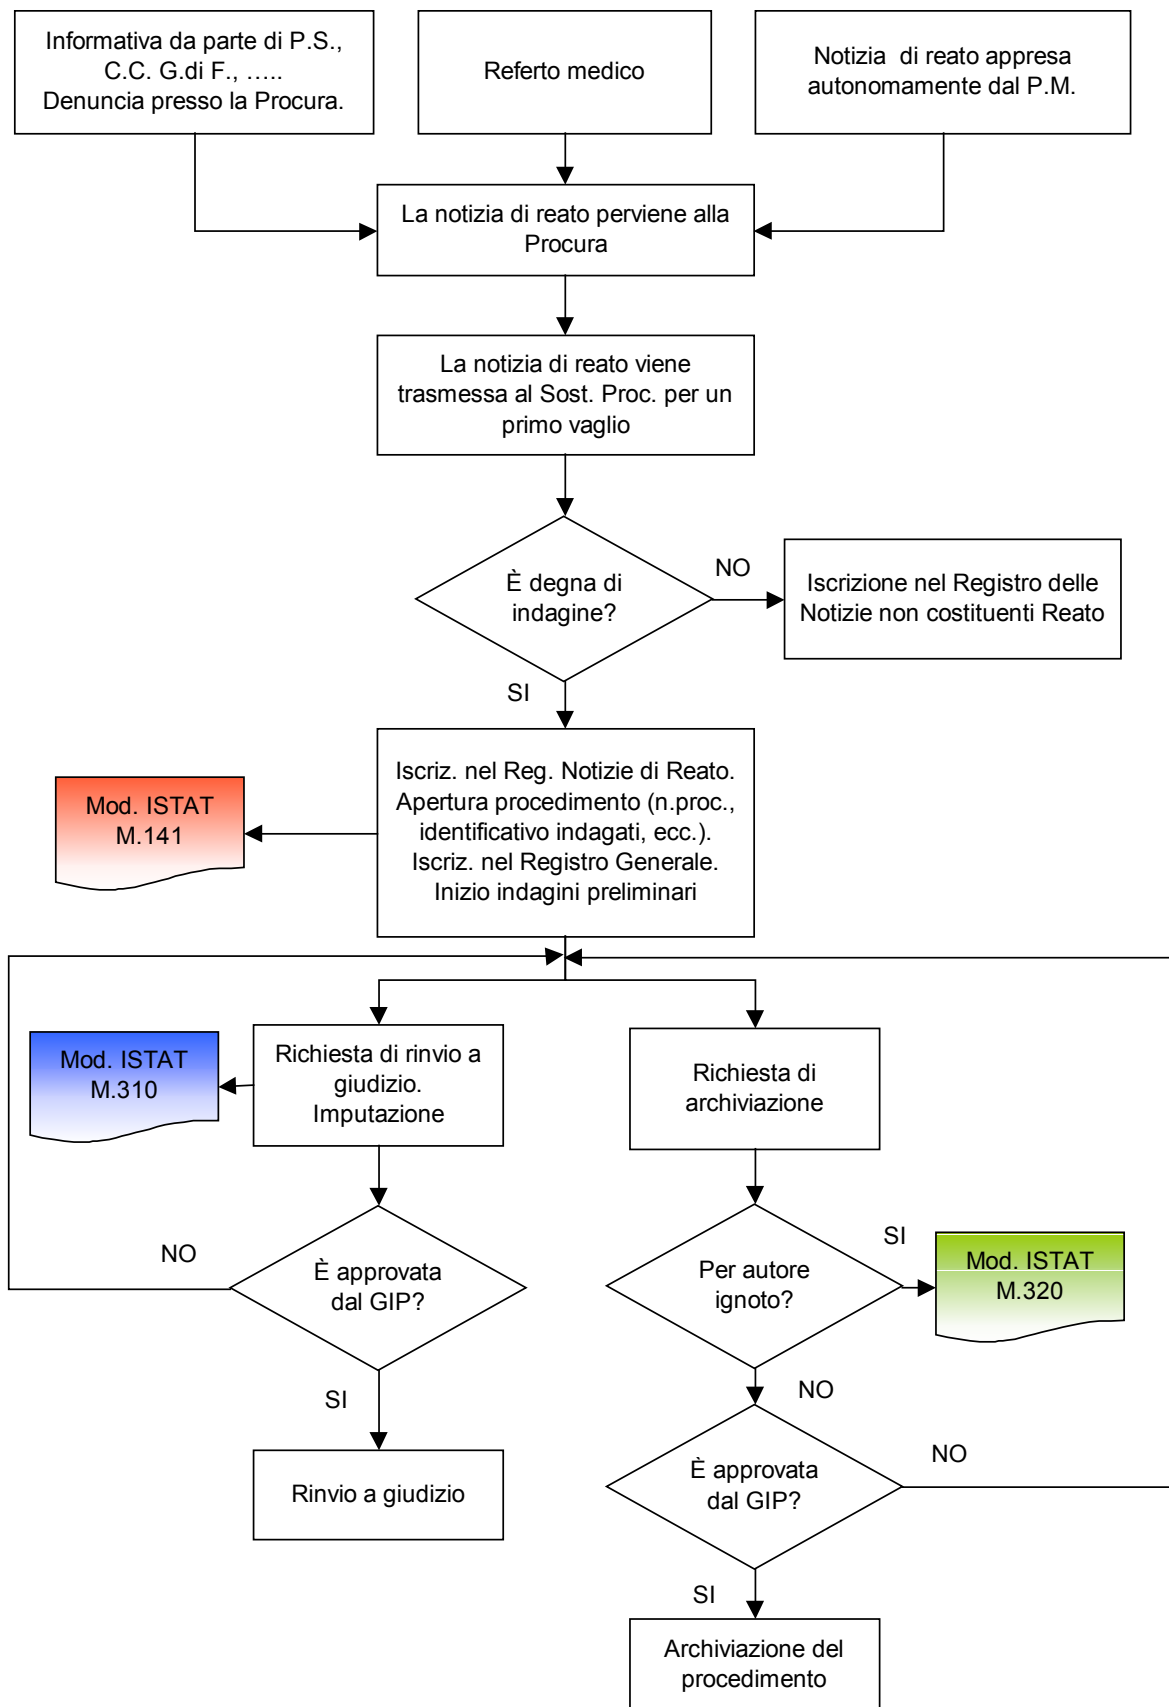 Informativa da parte di P.S.,
C.C. G.di F., …..
Denuncia presso la Procura.
Referto medico
Notizia  di reato appresa
autonomamente dal P.M.
La notizia di reato perviene alla
Procura
La notizia di reato viene
trasmessa al Sost. Proc. per un
primo vaglio
È degna di
indagine?
NO
Iscrizione nel Registro delle
Notizie non costituenti Reato
SI
Iscriz. nel Reg. Notizie di Reato.
Apertura procedimento (n.proc.,
identificativo indagati, ecc.).
Iscriz. nel Registro Generale.
Inizio indagini preliminari
Mod. ISTAT
M.141
Mod. ISTAT
M.310
Richiesta di rinvio a
giudizio.
Imputazione
Richiesta di
archiviazione
NO
È approvata
dal GIP?
Per autore
ignoto?
SI
Mod. ISTAT
M.320
SI
NO
Rinvio a giudizio
È approvata
dal GIP?
NO
SI
Archiviazione del
procedimento